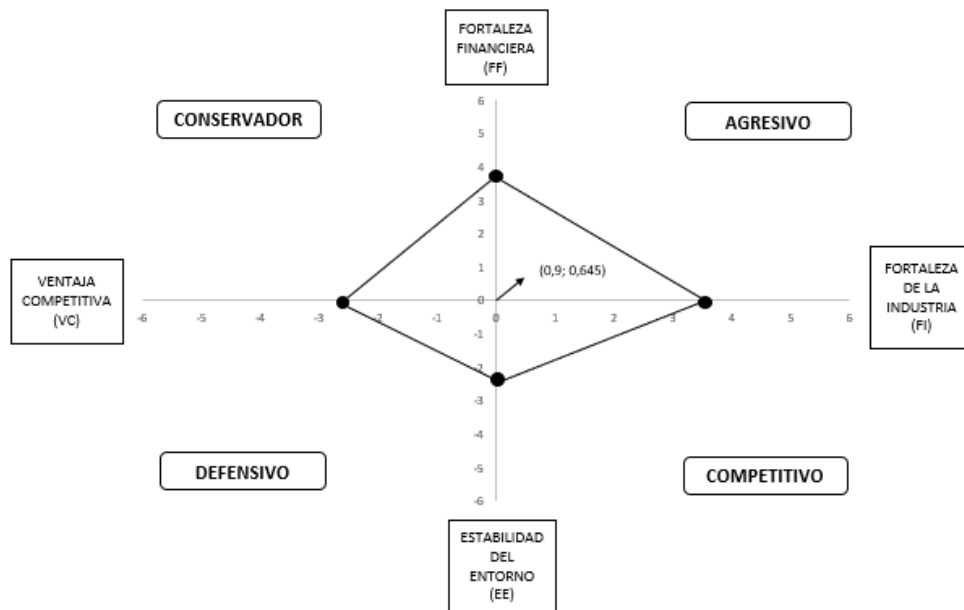 FORTALEZA
FINANCIERA
(FF)
CONSERVADOR
AGRESIVO
6
5
4
3
2
1
0
-1
-2
-3
-4
-5
-6
(0,9; 0,645)
VENTAJA
COMPETITIVA
(VC)
-6
-5
-4
-3
-2
-1
0
1
2
3
4
5
6
FORTALEZA
DE LA
INDUSTRIA
(FI)
DEFENSIVO
COMPETITIVO
ESTABILIDAD
DEL
ENTORNO
(EE)